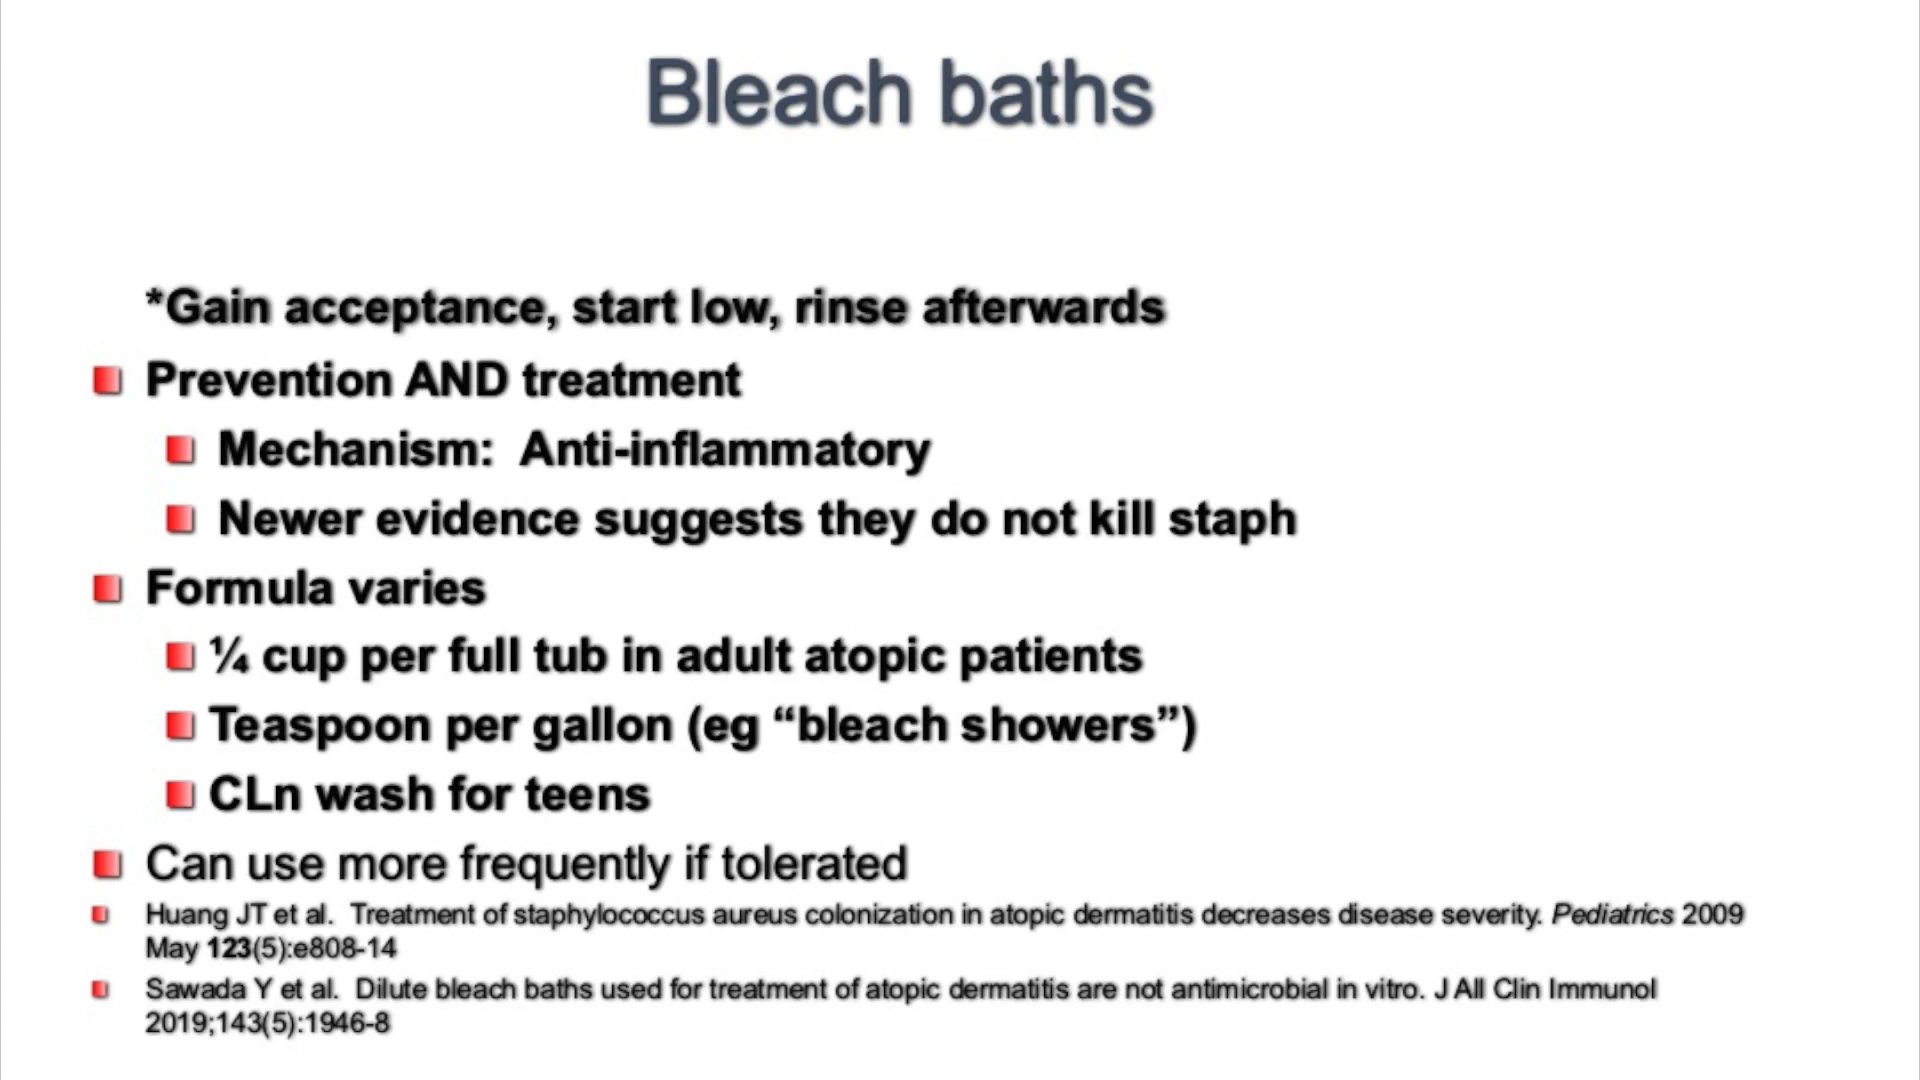 Bleach baths
*Gain acceptance, start low, rinse afterwards
Prevention AND treatment
Mechanism:  Anti-inflammatory
Newer evidence suggests they do not kill staph
Formula varies
¼ cup per full tub in adult atopic patients
Teaspoon per gallon (eg “bleach showers”)
CLn wash for teens
Can use more frequently if tolerated
Huang JT et al.  Treatment of staphylococcus aureus colonization in atopic dermatitis decreases disease severity. Pediatrics 2009
May 123(5):e808-14
Sawada Y et al.  Dilute bleach baths used for treatment of atopic dermatitis are not antimicrobial in vitro. J All Clin Immunol
2019;143(5):1946-8